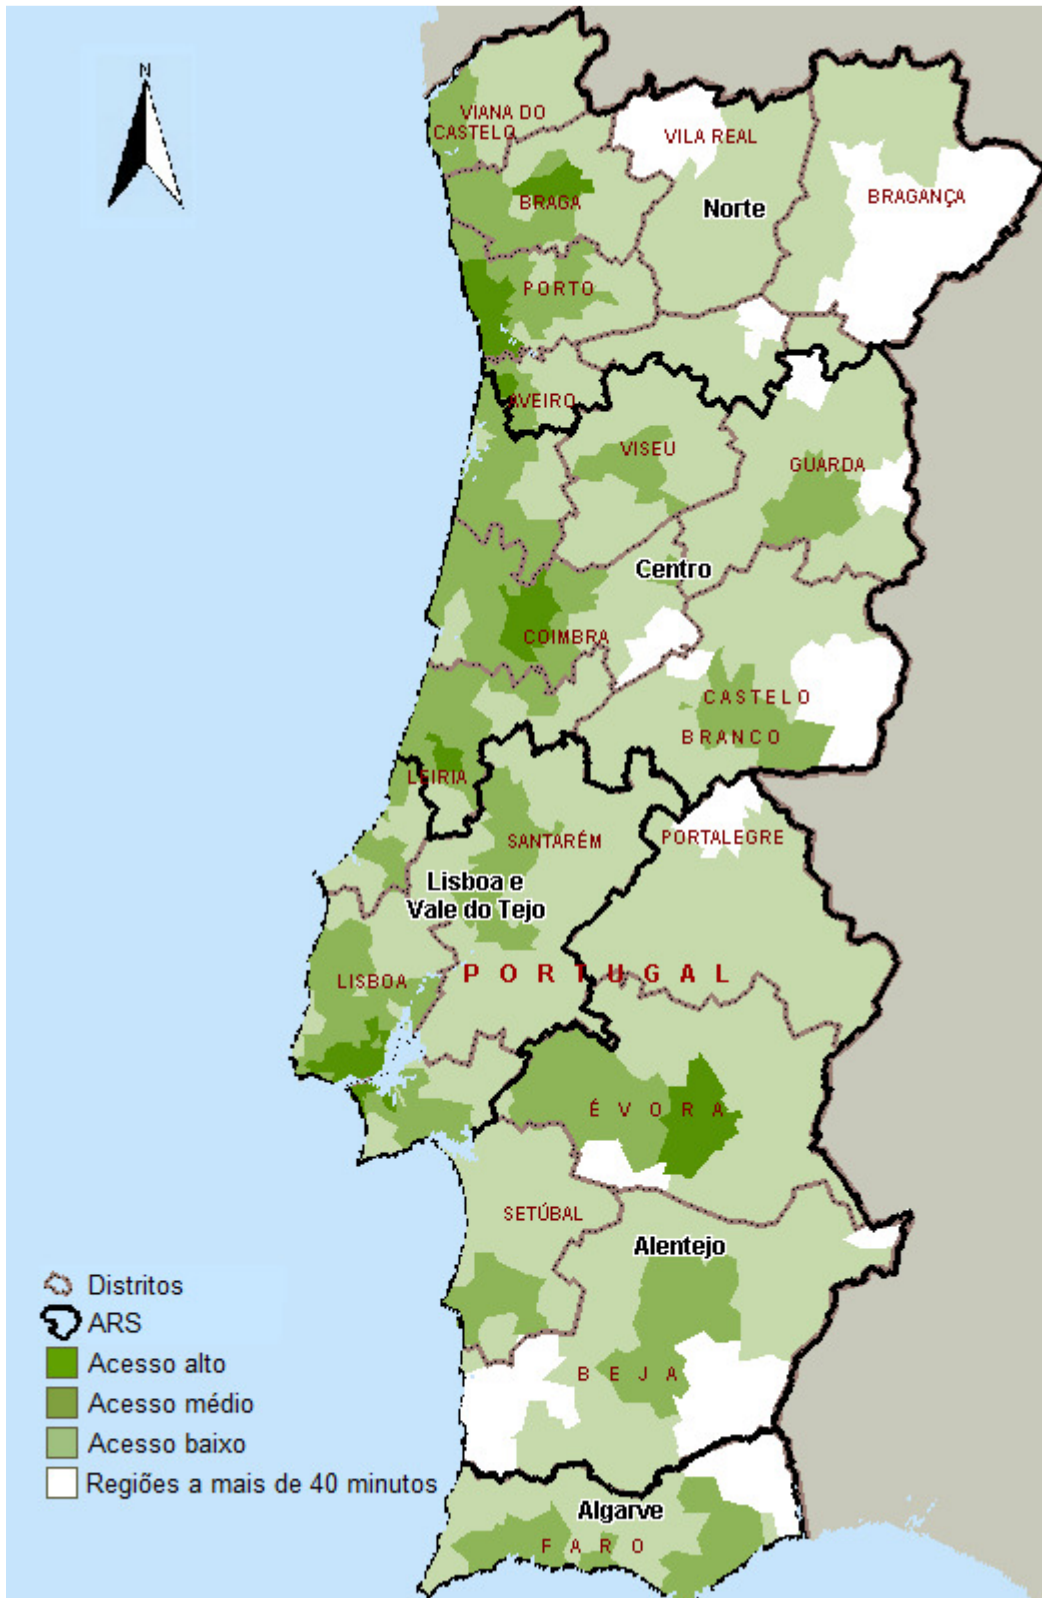 N
VIANA DO
CASTELO
VILA REAL
BRAGANÇA
BRAGA
Norte
PORTO
AVEIRO
VISEU
GUARDA
Centro
COIMBRA
CASTELO
BRANCO
LEIRIA
SANTARÉM
PORTALEGRE
Lisboa e
Vale do Tejo
PORTUGAL
LISBOA
ÉVORA
SETÚBAL
Alentejo
BEJA
Algarve
FARO
Distritos
ARS
Acesso alto
Acesso médio
Acesso baixo
Regiões a mais de 40 minutos